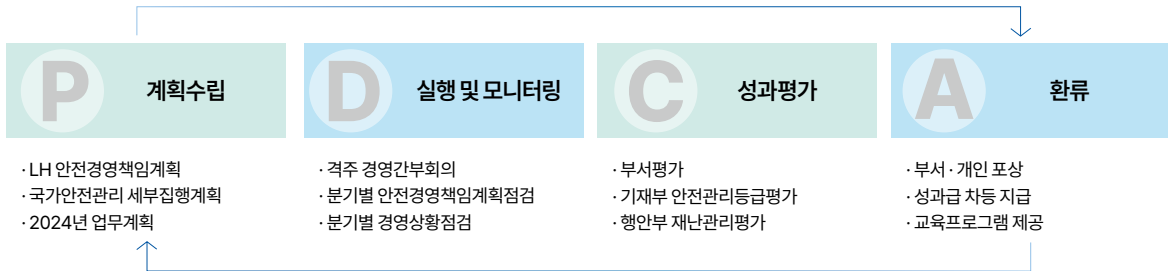 P 계획수립
· LH 안전경영책임계획
· 국가안전관리 세부집행계획
· 2024년 업무계획
D 실행 및 모니터링
· 격주 경영간부회의
· 분기별 안전경영책임계획점검
· 분기별 경영상황점검
C 성과평가
· 부서평가
· 기재부 안전관리등급평가
· 행안부 재난관리평가
A 환류
· 부서 · 개인 포상
· 성과급 차등 지급
· 교육프로그램 제공